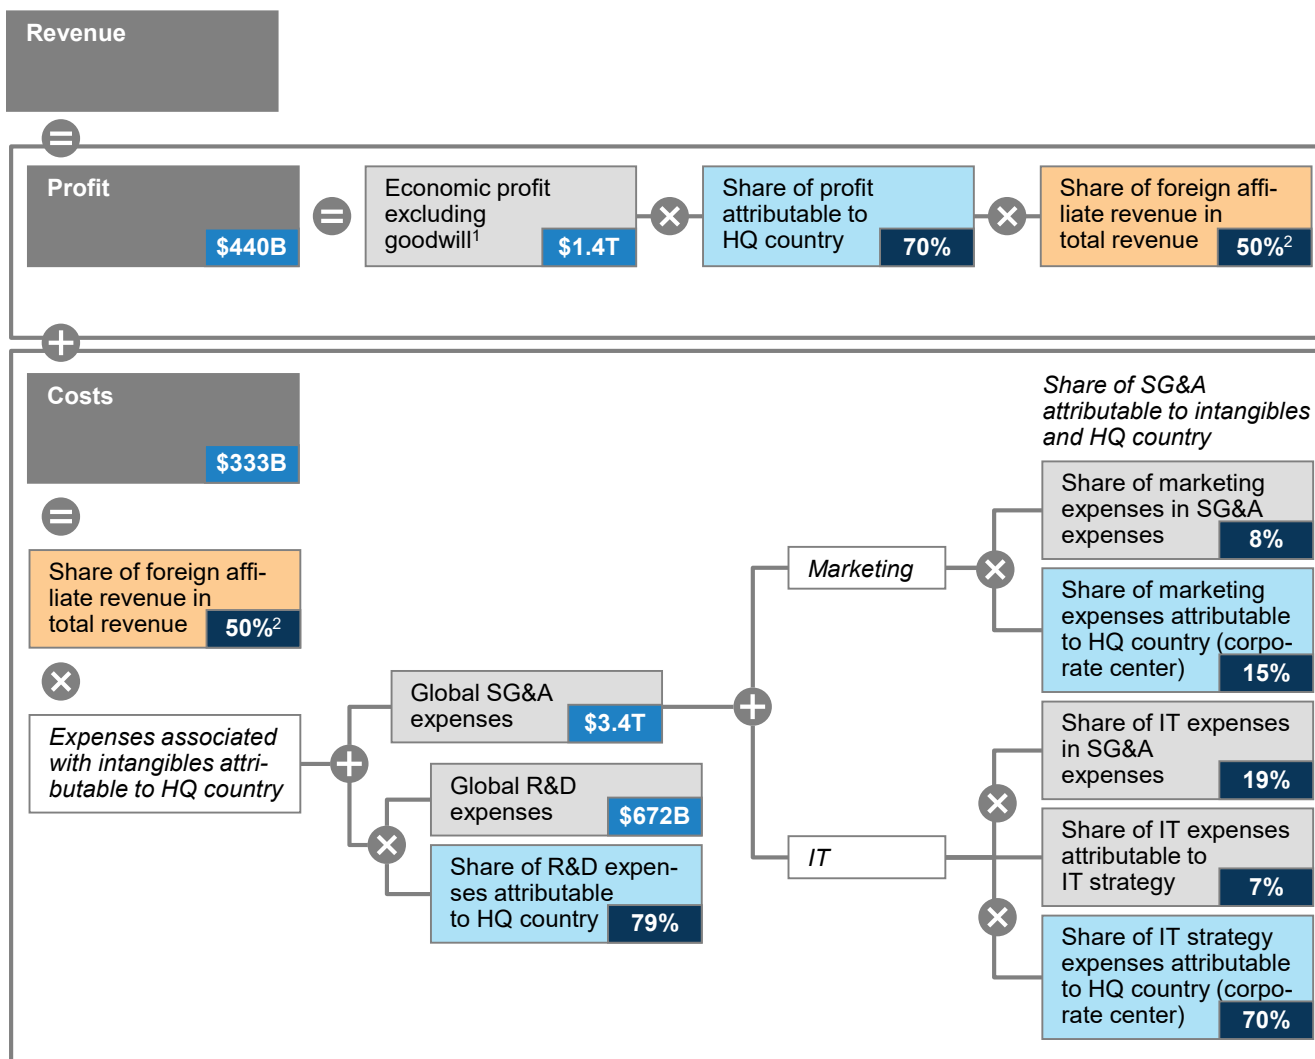 Revenue
Profit
$440B
Economic profit
excluding
goodwill1
$1.4T
Share of profit
attributable to
HQ country
70%
Share of foreign affi-
liate revenue in
total revenue
50%2
Costs
$333B
Share of foreign affi-
liate revenue in
total revenue
50%2
Expenses associated
with intangibles attri-
butable to HQ country
Global SG&A
expenses
$3.4T
Global R&D
expenses
$672B
Share of R&D expen-
ses attributable
to HQ country
79%
Marketing
IT
Share of SG&A
attributable to intangibles
and HQ country
Share of marketing
expenses in SG&A
expenses
8%
Share of marketing
expenses attributable
to HQ country (corpo-
rate center)
15%
Share of IT expenses
in SG&A
expenses
19%
Share of IT expenses
attributable to
IT strategy
7%
Share of IT strategy
expenses attributable
to HQ country (corpo-
rate center)
70%